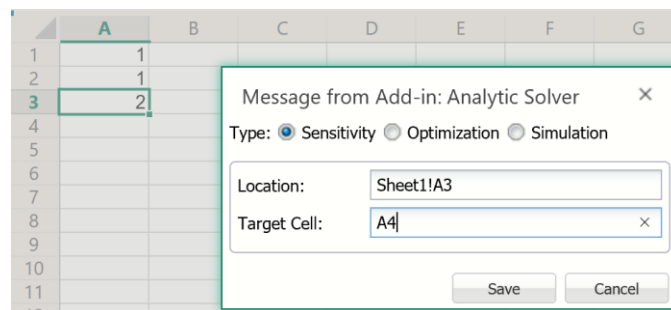 A B C D E F G
1 1
2 1
3 2
4
5
6
7
8
9
10
11
Message from Add-in: Analytic Solver ×
Type: Sensitivity Optimization Simulation
Location: Sheet1!A3
Target Cell: A4 ×
Save Cancel